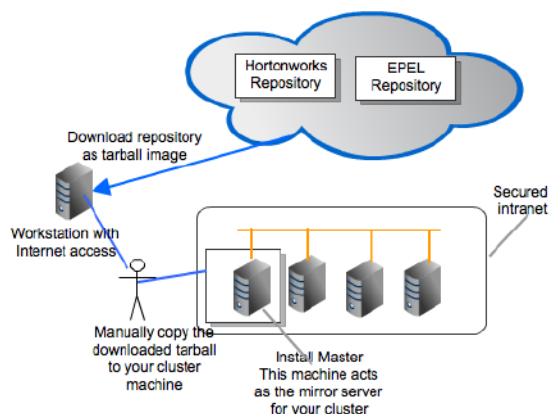 Hortonworks
Repository
EPEL
Repository
Download repository
as tarball image
Secured
intranet
Workstation with
Internet access
Manually copy the
downloaded tarball
to your cluster
machine
Install Master
This machine acts
as the mirror server
for your cluster